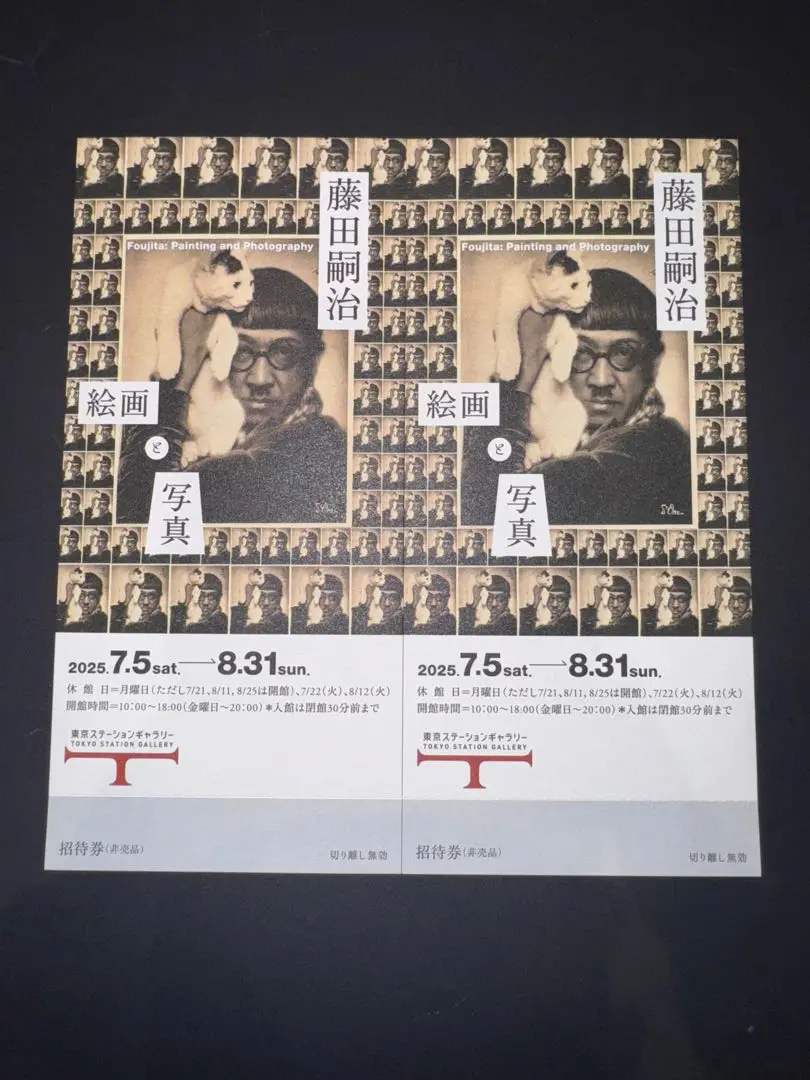 藤田嗣治
Foujita: Painting and Photography
絵画
と
写真
2025.7.5sat.→8.31sun.
休館日=月曜日(ただし7/21、8/11、8/25は開館)、7/22(火)、8/12(火)
開館時間=10:00〜18:00(金曜日〜20:00)*入館は閉館30分前まで
東京ステーションギャラリー
TOKYO STATION GALLERY
招待券(非売品)
切り離し無効
藤田嗣治
Foujita: Painting and Photography
絵画
と
写真
2025.7.5sat.→8.31sun.
休館日=月曜日(ただし7/21、8/11、8/25は開館)、7/22(火)、8/12(火)
開館時間=10:00〜18:00(金曜日〜20:00)*入館は閉館30分前まで
東京ステーションギャラリー
TOKYO STATION GALLERY
招待券(非売品)
切り離し無効